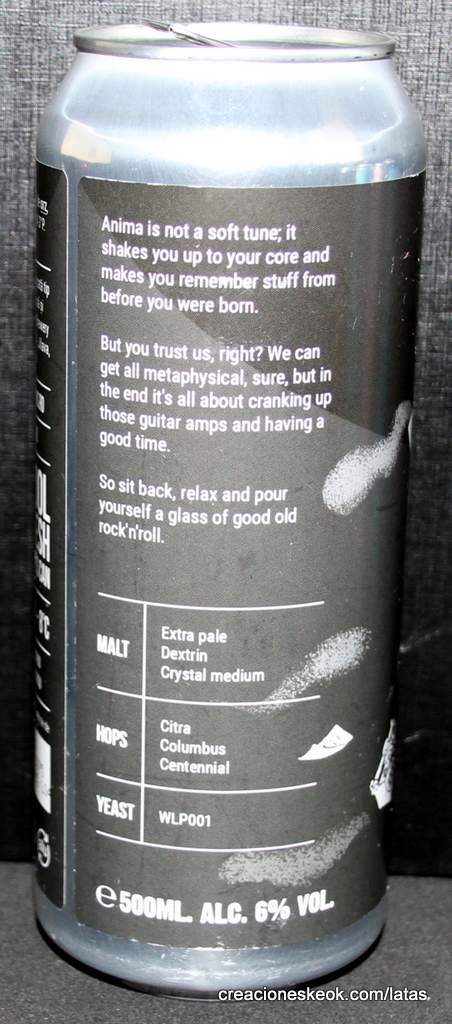 Anima is not a soft tune; it
shakes you up to your core and
makes you remember stuff from
before you were born.
But you trust us, right? We can
get all metaphysical, sure, but in
the end it's all about cranking up
those guitar amps and having a
good time.
So sit back, relax and pour
yourself a glass of good old
rock'n'roll.
MALT
Extra pale
Dextrin
Crystal medium
HOPS
Citra
Columbus
Centennial
YEAST
WLP001
e 500ML. ALC. 6% VOL.
creacioneskeok.com/latas